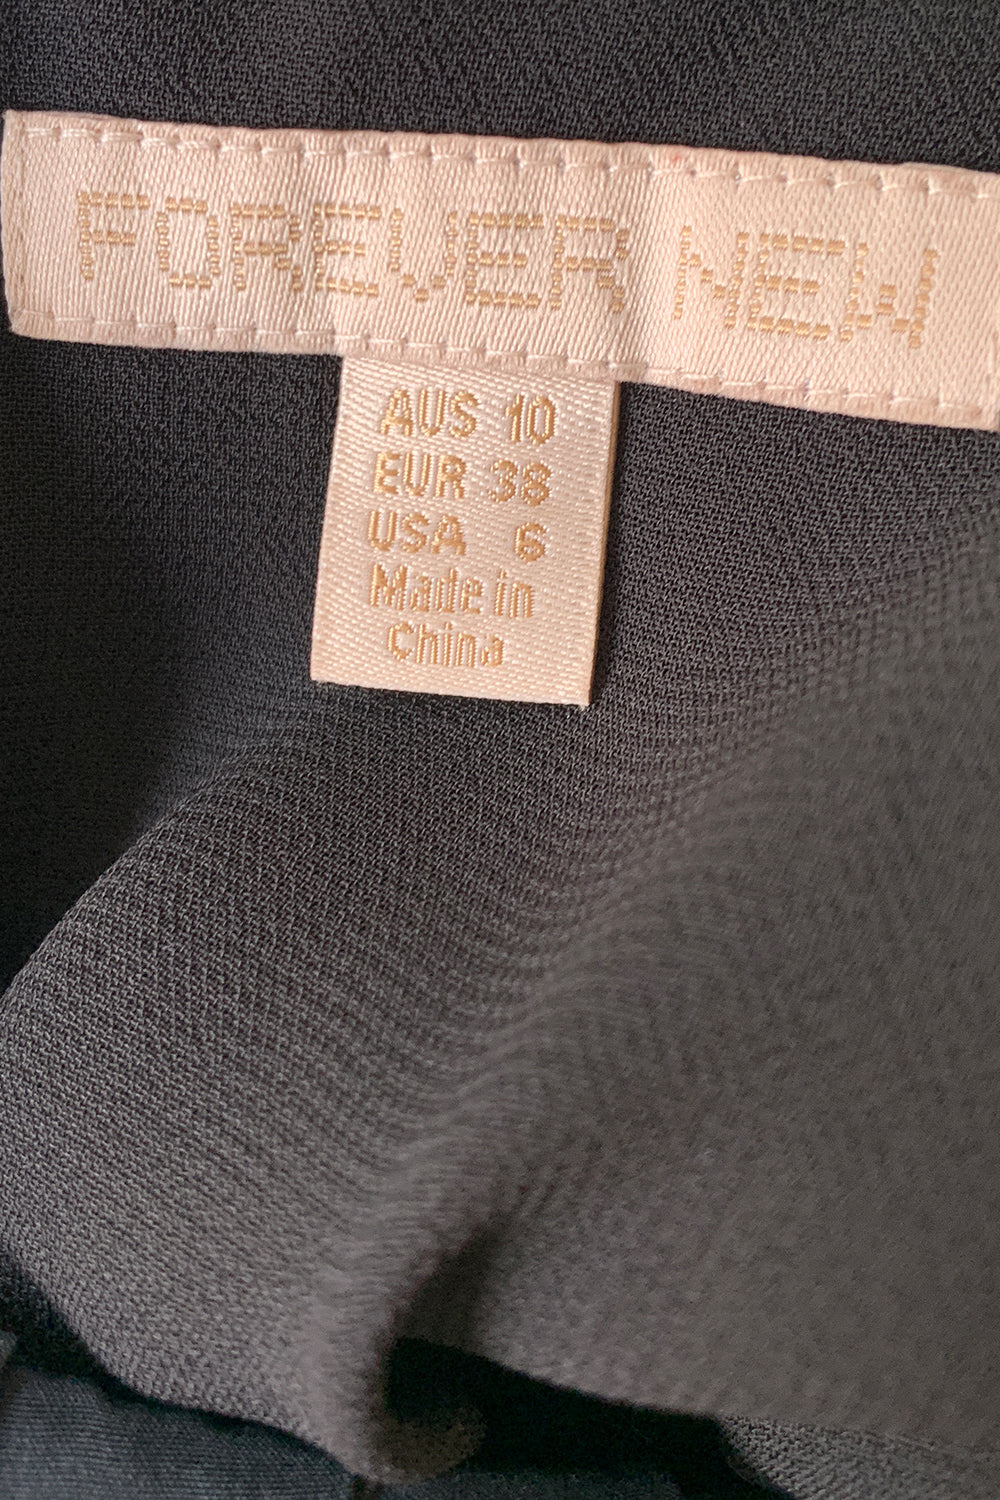 FOREVER NEW
AUS 10
EUR 38
USA 6
Made in
China